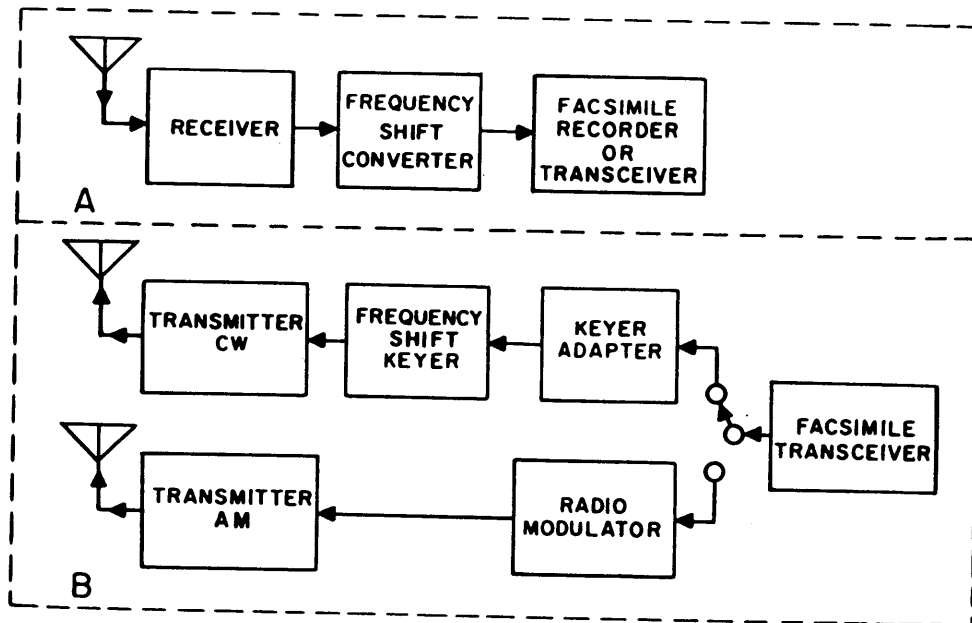 RECEIVER
FREQUENCY
SHIFT
CONVERTER
FACSIMILE
RECORDER
OR
TRANSCEIVER
A
TRANSMITTER
CW
FREQUENCY
SHIFT
KEYER
KEYER
ADAPTER
FACSIMILE
TRANSCEIVER
TRANSMITTER
AM
RADIO
MODULATOR
B